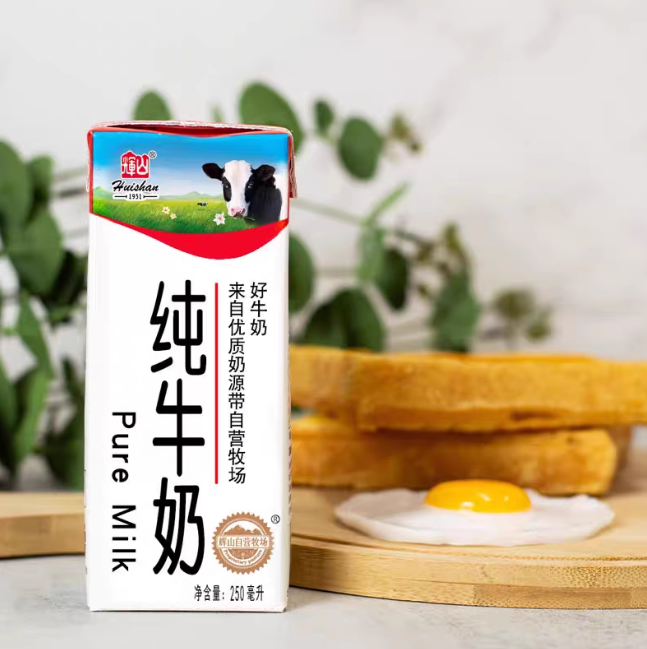 輝山®
Huishan
1951
纯牛奶
Pure Milk
好牛奶
来自优质奶源带自营牧场
®
辉山自营牧场
净含量：250毫升